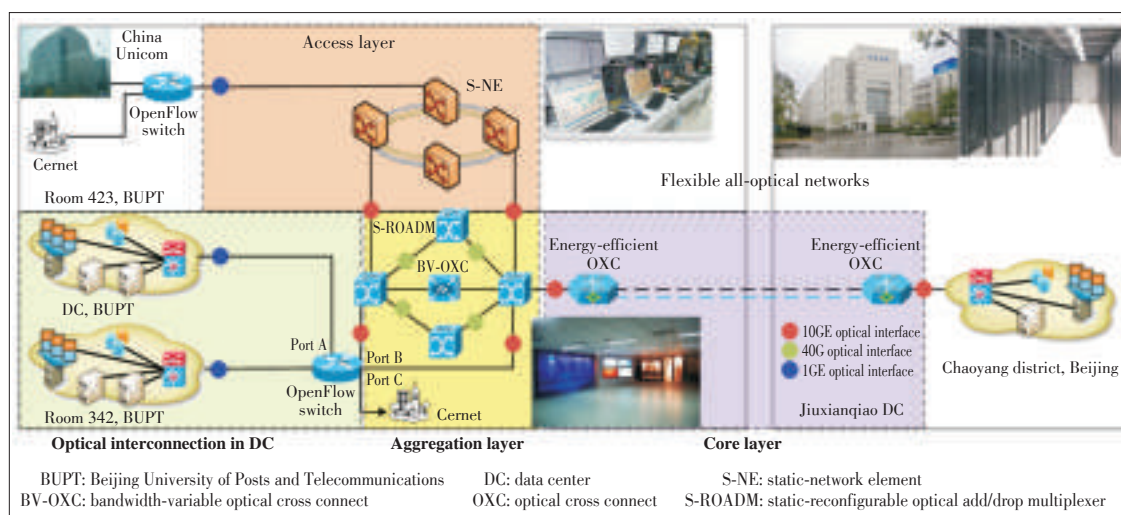 China
Unicom
Access layer
S-NE
OpenFlow
switch
Cernet
Room 423, BUPT
Flexible all-optical networks
S-ROADM
BV-OXC
Energy-efficient
OXC
Energy-efficient
OXC
DC, BUPT
Port A
Port B
Port C
OpenFlow
switch
Cernet
Room 342, BUPT
10GE optical interface
40G optical interface
1GE optical interface
Jiuxianqiao DC
Chaoyang district, Beijing
Optical interconnection in DC
Aggregation layer
Core layer
BUPT: Beijing University of Posts and Telecommunications
DC: data center
S-NE: static-network element
BV-OXC: bandwidth-variable optical cross connect
OXC: optical cross connect
S-ROADM: static-reconfigurable optical add/drop multiplexer